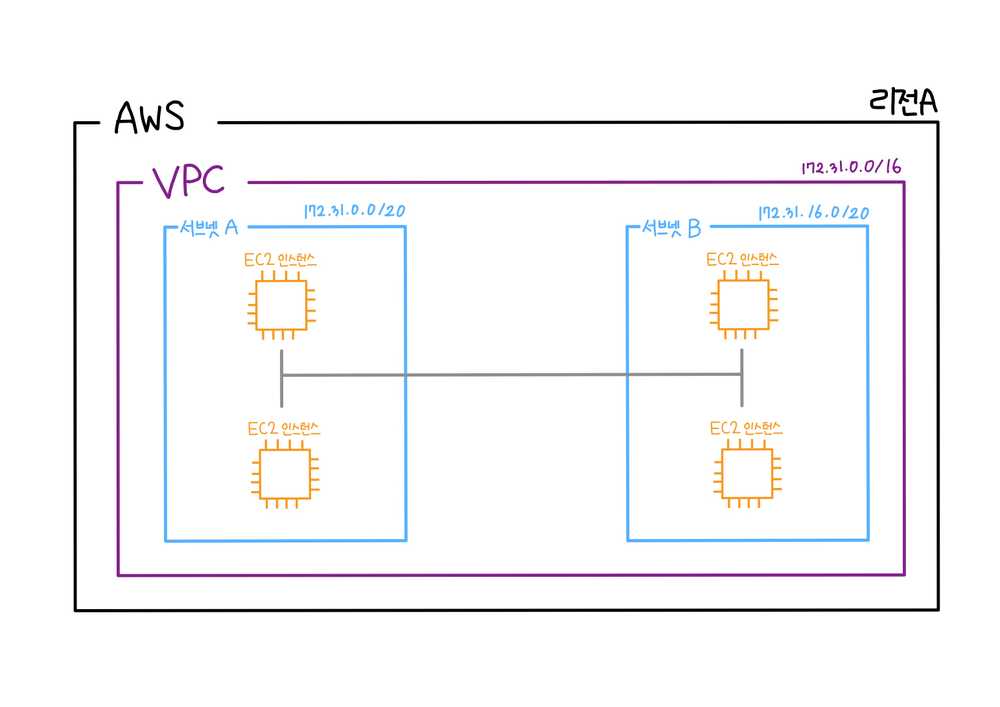 리전A
AWS
172.31.0.0/16
VPC
172.31.0.0/20
서브넷 A
172.31.16.0/20
서브넷 B
EC2 인스턴스
EC2 인스턴스
EC2 인스턴스
EC2 인스턴스